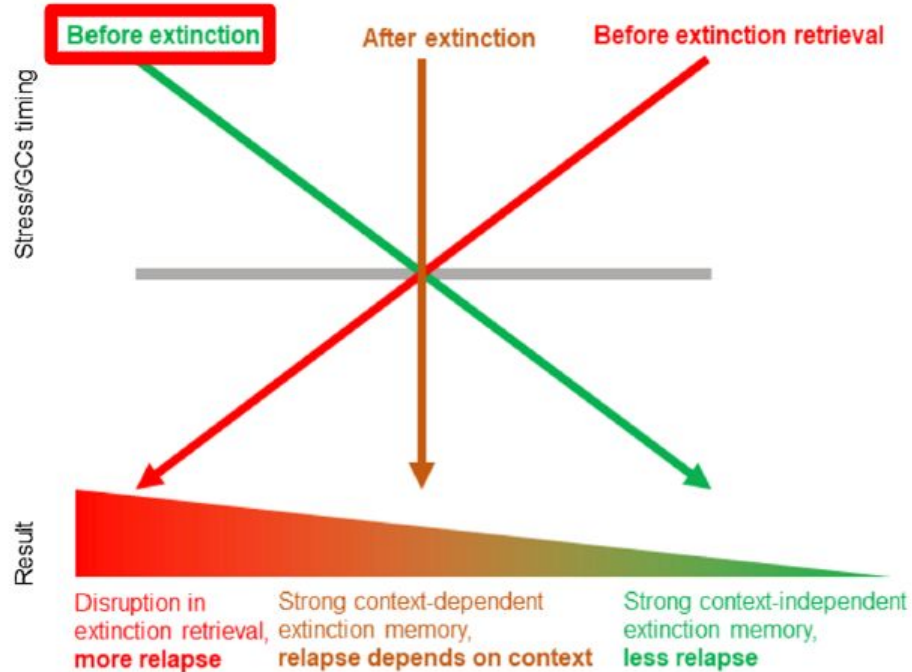 Before extinction
After extinction
Before extinction retrieval
Stress/GCs timing
Result
Disruption in
extinction retrieval,
more relapse
Strong context-dependent
extinction memory,
relapse depends on context
Strong context-independent
extinction memory,
less relapse